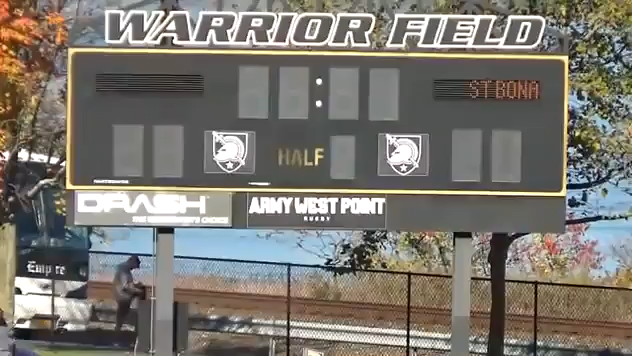 WARRIOR FIELD
ST BONA
HALF
DRASH
ARMY WEST POINT
RUGBY
Empire